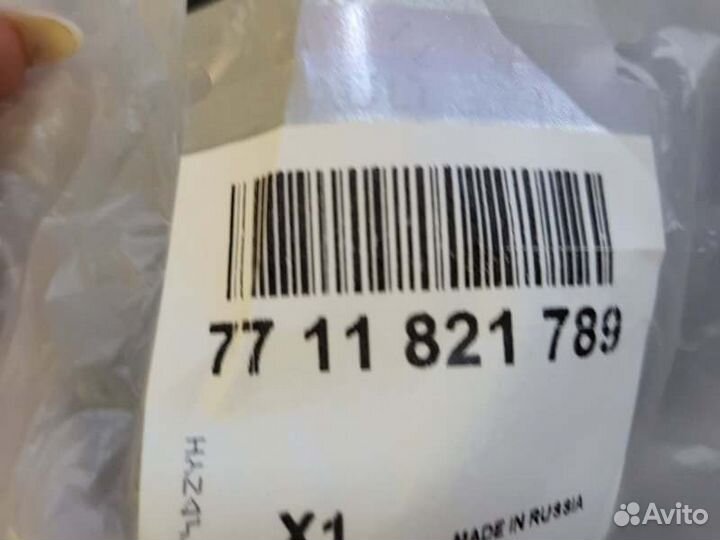 77 11 821 789
X1
MADE IN RUSSIA
Avito